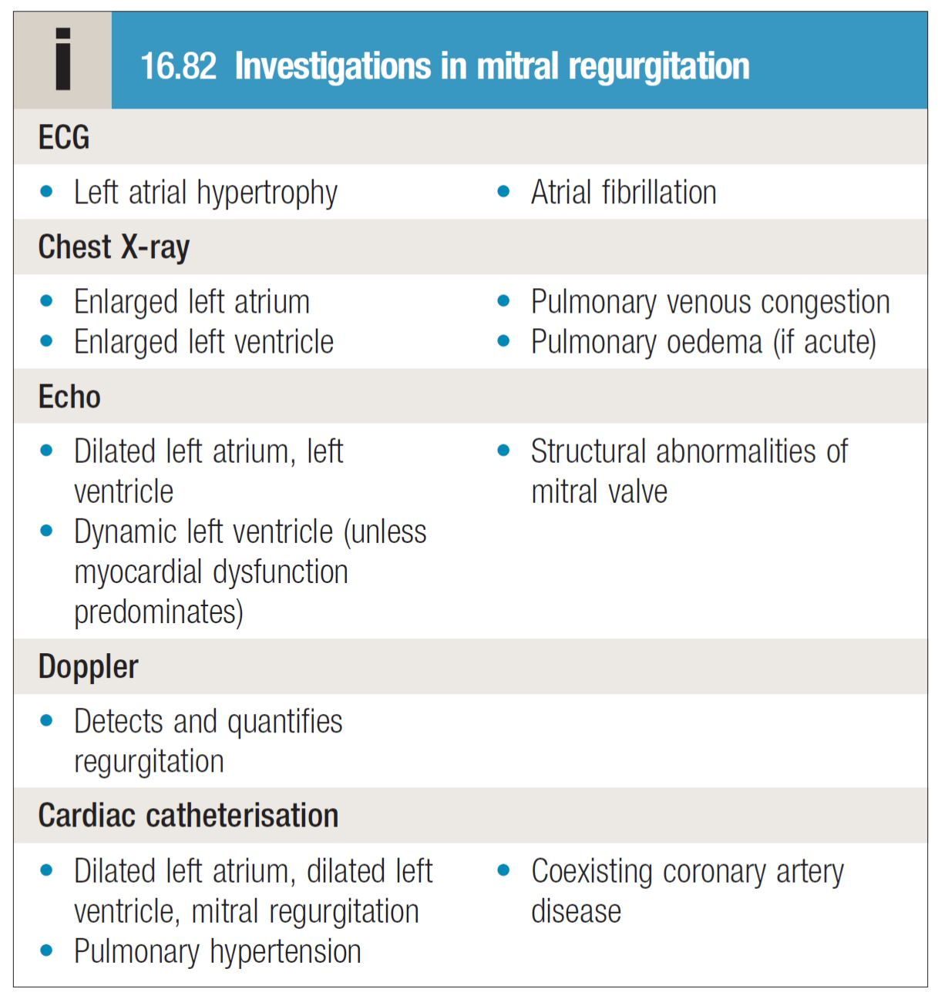 i
16.82 Investigations in mitral regurgitation
ECG
• Left atrial hypertrophy
• Atrial fibrillation
Chest X-ray
• Enlarged left atrium
• Enlarged left ventricle
• Pulmonary venous congestion
• Pulmonary oedema (if acute)
Echo
• Dilated left atrium, left
ventricle
• Dynamic left ventricle (unless
myocardial dysfunction
predominates)
• Structural abnormalities of
mitral valve
Doppler
• Detects and quantifies
regurgitation
Cardiac catheterisation
• Dilated left atrium, dilated left
ventricle, mitral regurgitation
• Pulmonary hypertension
• Coexisting coronary artery
disease